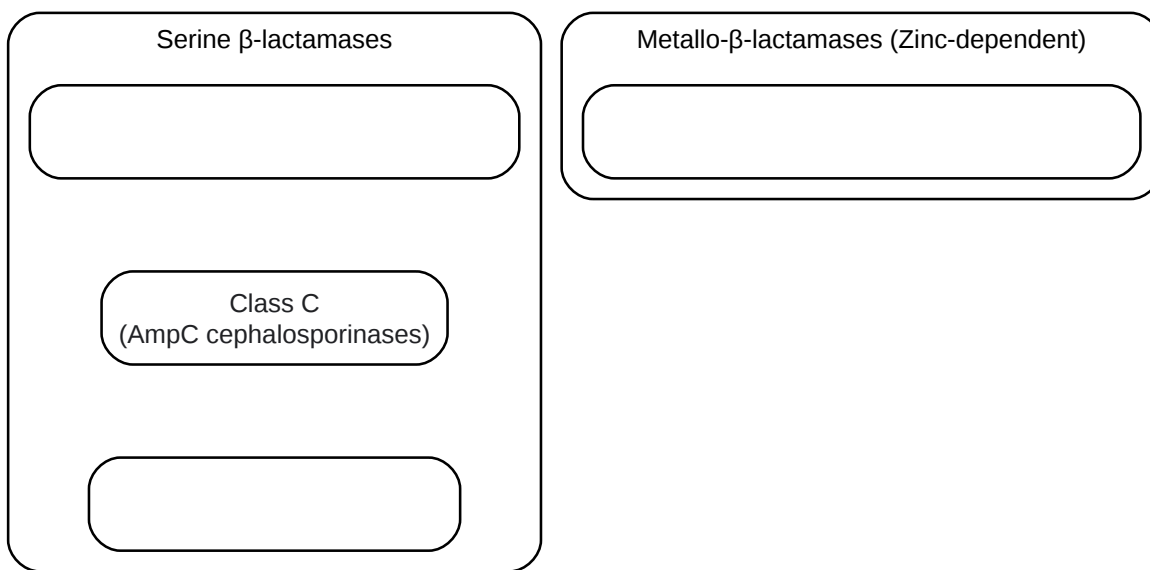 Serine β-lactamases
Metallo-β-lactamases (Zinc-dependent)
Class C
(AmpC cephalosporinases)